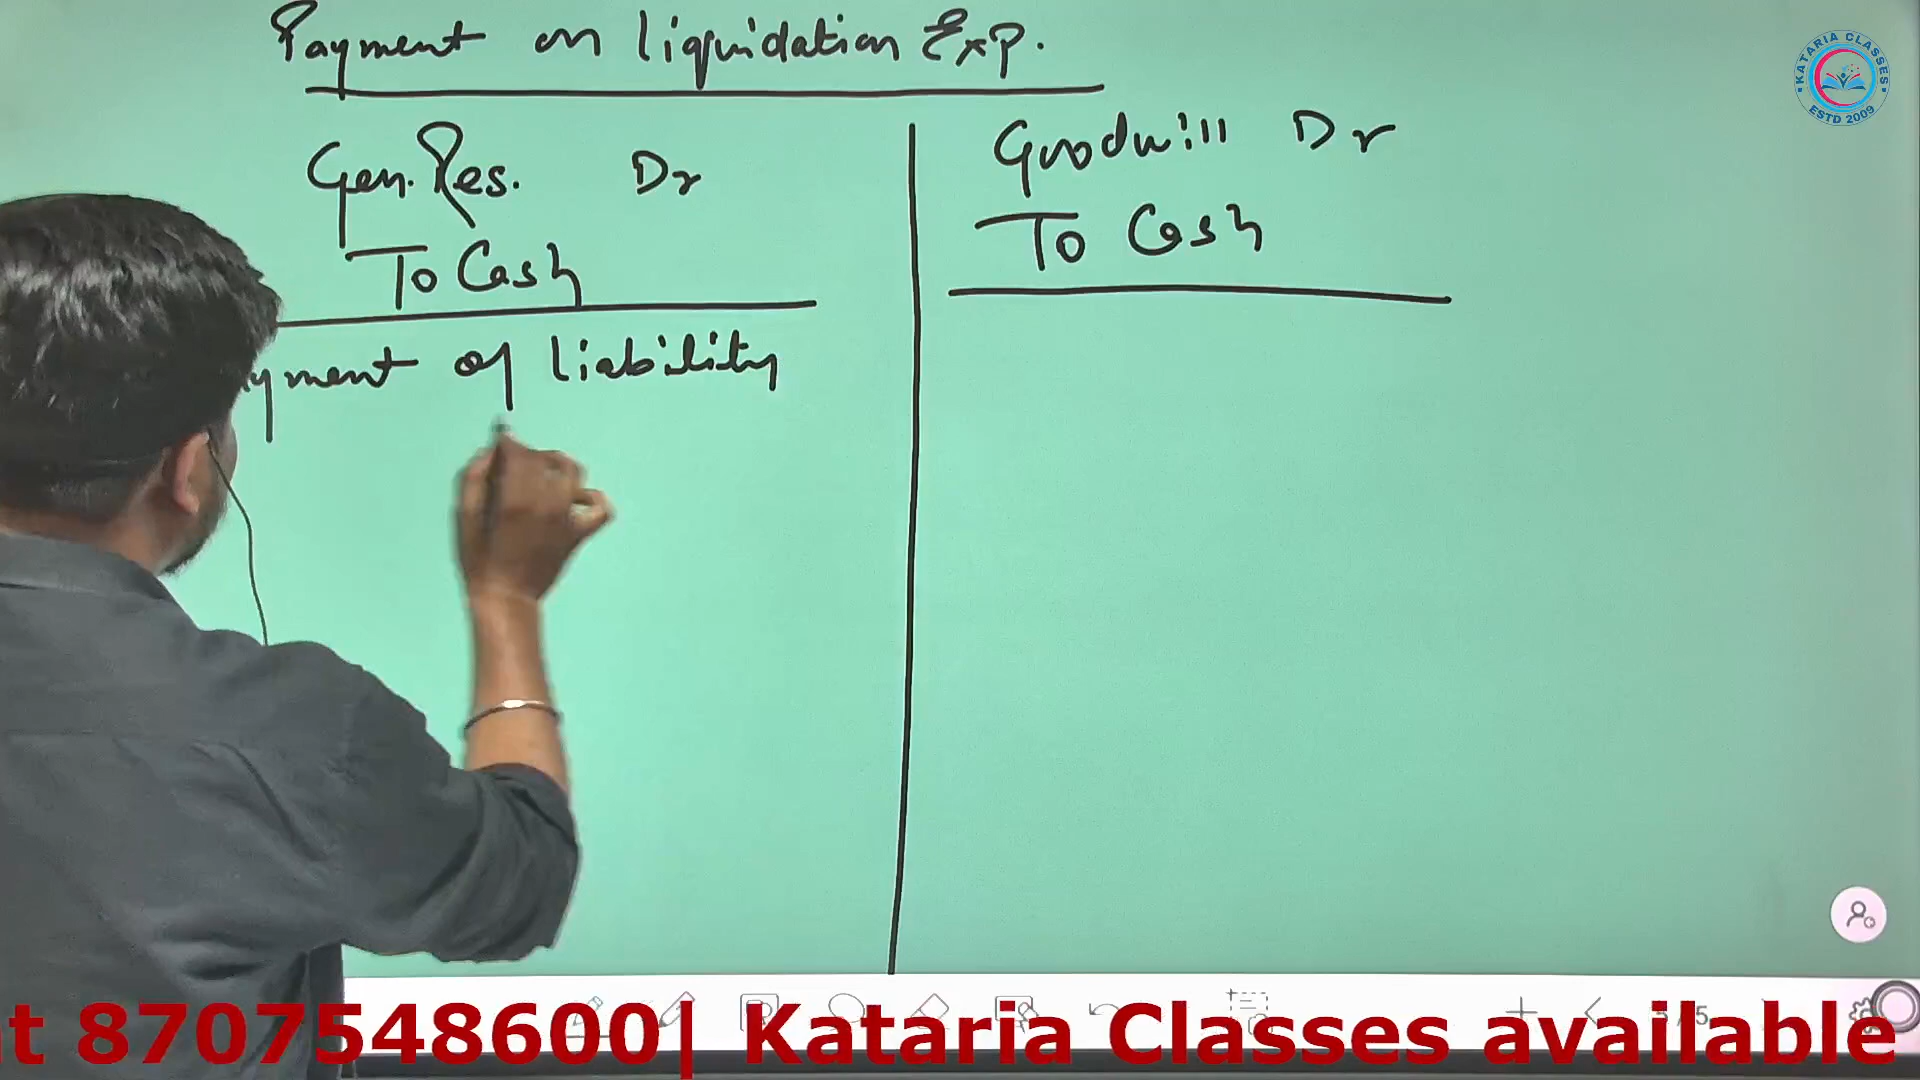 Payment on liquidation Exp.
Gen. Res. Dr
To Cash
Goodwill Dr
To Cash
yment of liability
KATARIA CLASSES
ESTD 2009
8707548600| Kataria Classes available